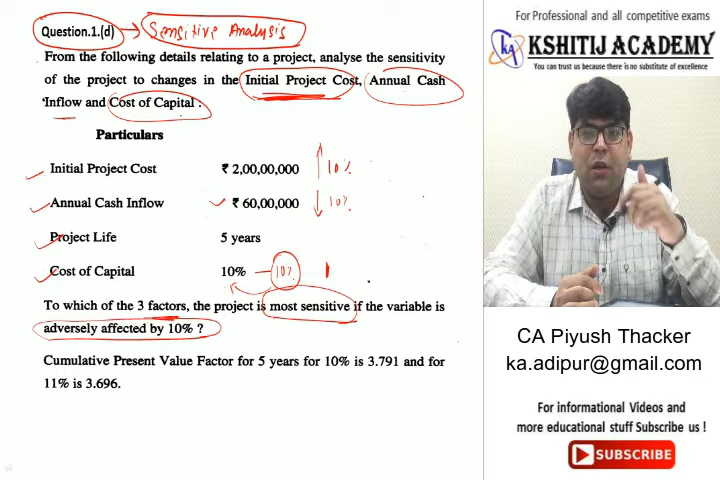 Question.1.(d) → Sensitive Analysis
From the following details relating to a project, analyse the sensitivity
of the project to changes in the Initial Project Cost, Annual Cash
Inflow and Cost of Capital .
Particulars
Initial Project Cost ₹ 2,00,00,000 ↑ 10%
Annual Cash Inflow ₹ 60,00,000 ↓ 10%
Project Life 5 years
Cost of Capital 10% 10% 1
To which of the 3 factors, the project is most sensitive if the variable is
adversely affected by 10% ?
Cumulative Present Value Factor for 5 years for 10% is 3.791 and for
11% is 3.696.
For Professional and all competitive exams
KA
KSHITIJ ACADEMY
You can trust us because there is no substitute of excellence
CA Piyush Thacker
ka.adipur@gmail.com
For informational Videos and
more educational stuff Subscribe us !
SUBSCRIBE